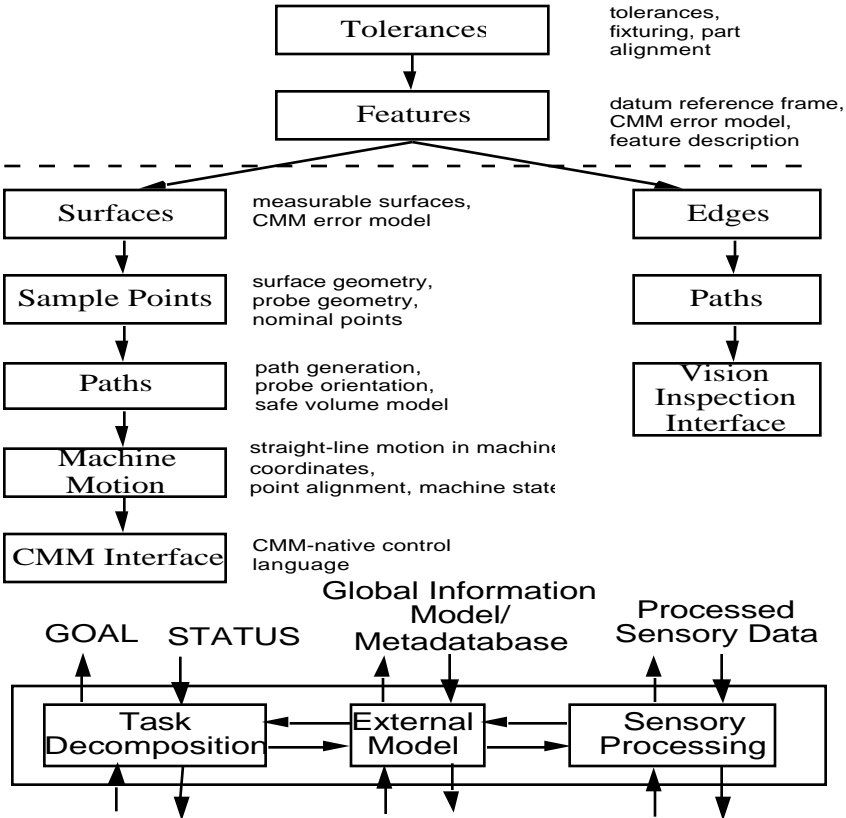 Tolerances
tolerances,
fixturing, part
alignment
Features
datum reference frame,
CMM error model,
feature description
Surfaces
measurable surfaces,
CMM error model
Edges
Sample Points
surface geometry,
probe geometry,
nominal points
Paths
Paths
path generation,
probe orientation,
safe volume model
Vision
Inspection
Interface
Machine
Motion
straight-line motion in machine
coordinates,
point alignment, machine state
CMM Interface
CMM-native control
language
GOAL
STATUS
Global Information
Model/
Metadatabase
Processed
Sensory Data
Task
Decomposition
External
Model
Sensory
Processing